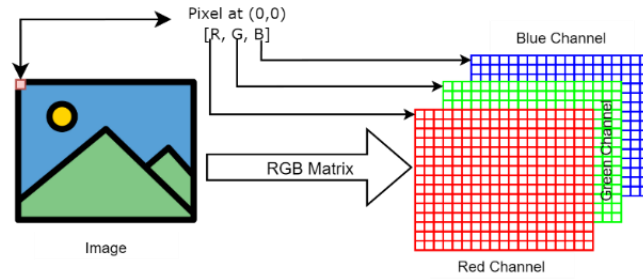 Pixel at (0,0)
[R, G, B]
Blue Channel
Green Channel
RGB Matrix
Image
Red Channel